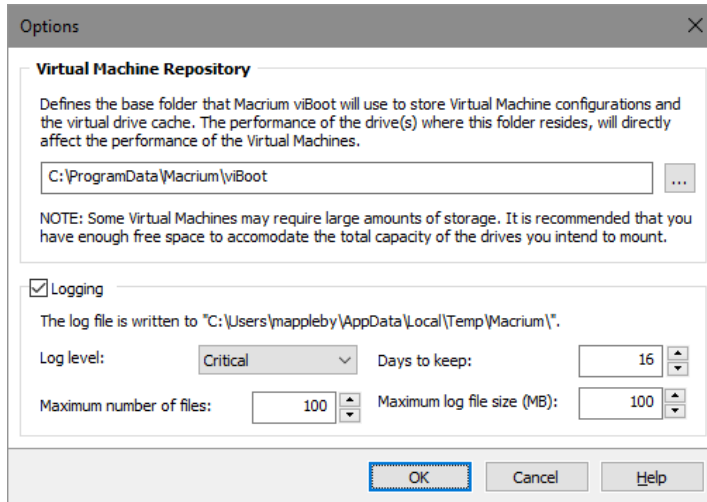 Options
Virtual Machine Repository
Defines the base folder that Macrium viBoot will use to store Virtual Machine configurations and
the virtual drive cache. The performance of the drive(s) where this folder resides, will directly
affect the performance of the Virtual Machines.
C:\ProgramData\Macrium\viBoot
...
NOTE: Some Virtual Machines may require large amounts of storage. It is recommended that you
have enough free space to accomodate the total capacity of the drives you intend to mount.
Logging
The log file is written to "C:\Users\mappleby\AppData\Local\Temp\Macrium\".
Log level: Critical Days to keep: 16
Maximum number of files: 100 Maximum log file size (MB): 100
OK Cancel Help